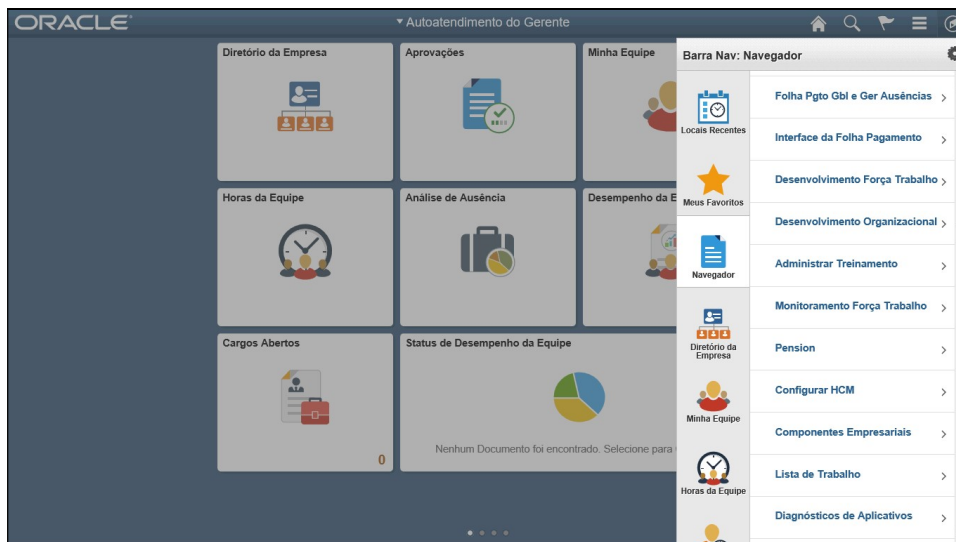 ORACLE
Autoatendimento do Gerente
Diretório da Empresa
Aprovações
Minha Equipe
Horas da Equipe
Análise de Ausência
Desempenho da E
Cargos Abertos
0
Status de Desempenho da Equipe
Nenhum Documento foi encontrado. Selecione para
Barra Nav: Navegador
Locais Recentes
Meus Favoritos
Navegador
Diretório da
Empresa
Minha Equipe
Horas da Equipe
Folha Pgto Gbl e Ger Ausências
Interface da Folha Pagamento
Desenvolvimento Força Trabalho
Desenvolvimento Organizacional
Administrar Treinamento
Monitoramento Força Trabalho
Pension
Configurar HCM
Componentes Empresariais
Lista de Trabalho
Diagnósticos de Aplicativos